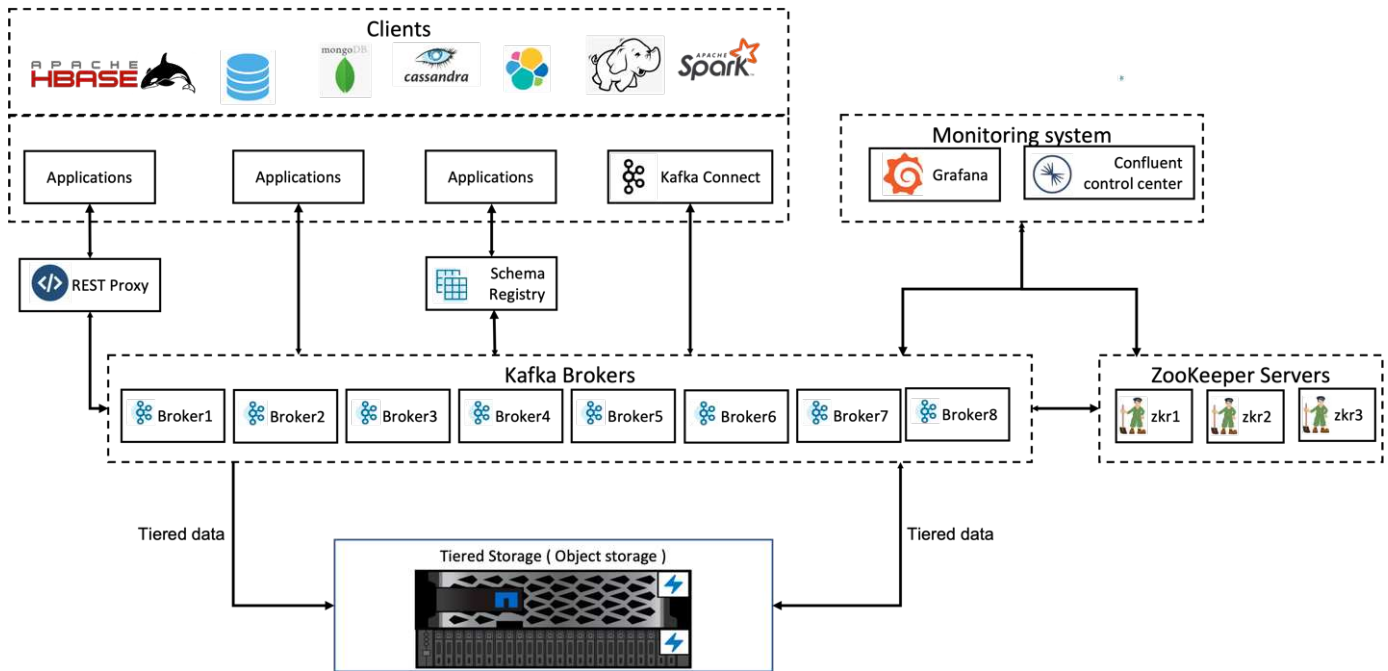 Clients
APACHE
HBASE
mongoDB
cassandra
APACHE
Spark
Monitoring system
Applications
Applications
Applications
Kafka Connect
Grafana
Confluent
control center
REST Proxy
Schema
Registry
Kafka Brokers
Broker1
Broker2
Broker3
Broker4
Broker5
Broker6
Broker7
Broker8
ZooKeeper Servers
zkr1
zkr2
zkr3
Tiered data
Tiered data
Tiered Storage ( Object storage )